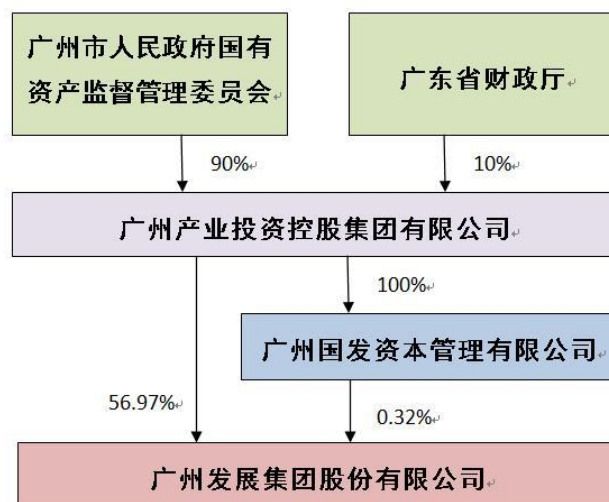 广州市人民政府国有
资产监督管理委员会
广东省财政厅
90%
10%
广州产业投资控股集团有限公司
100%
广州国发资本管理有限公司
56.97%
0.32%
广州发展集团股份有限公司